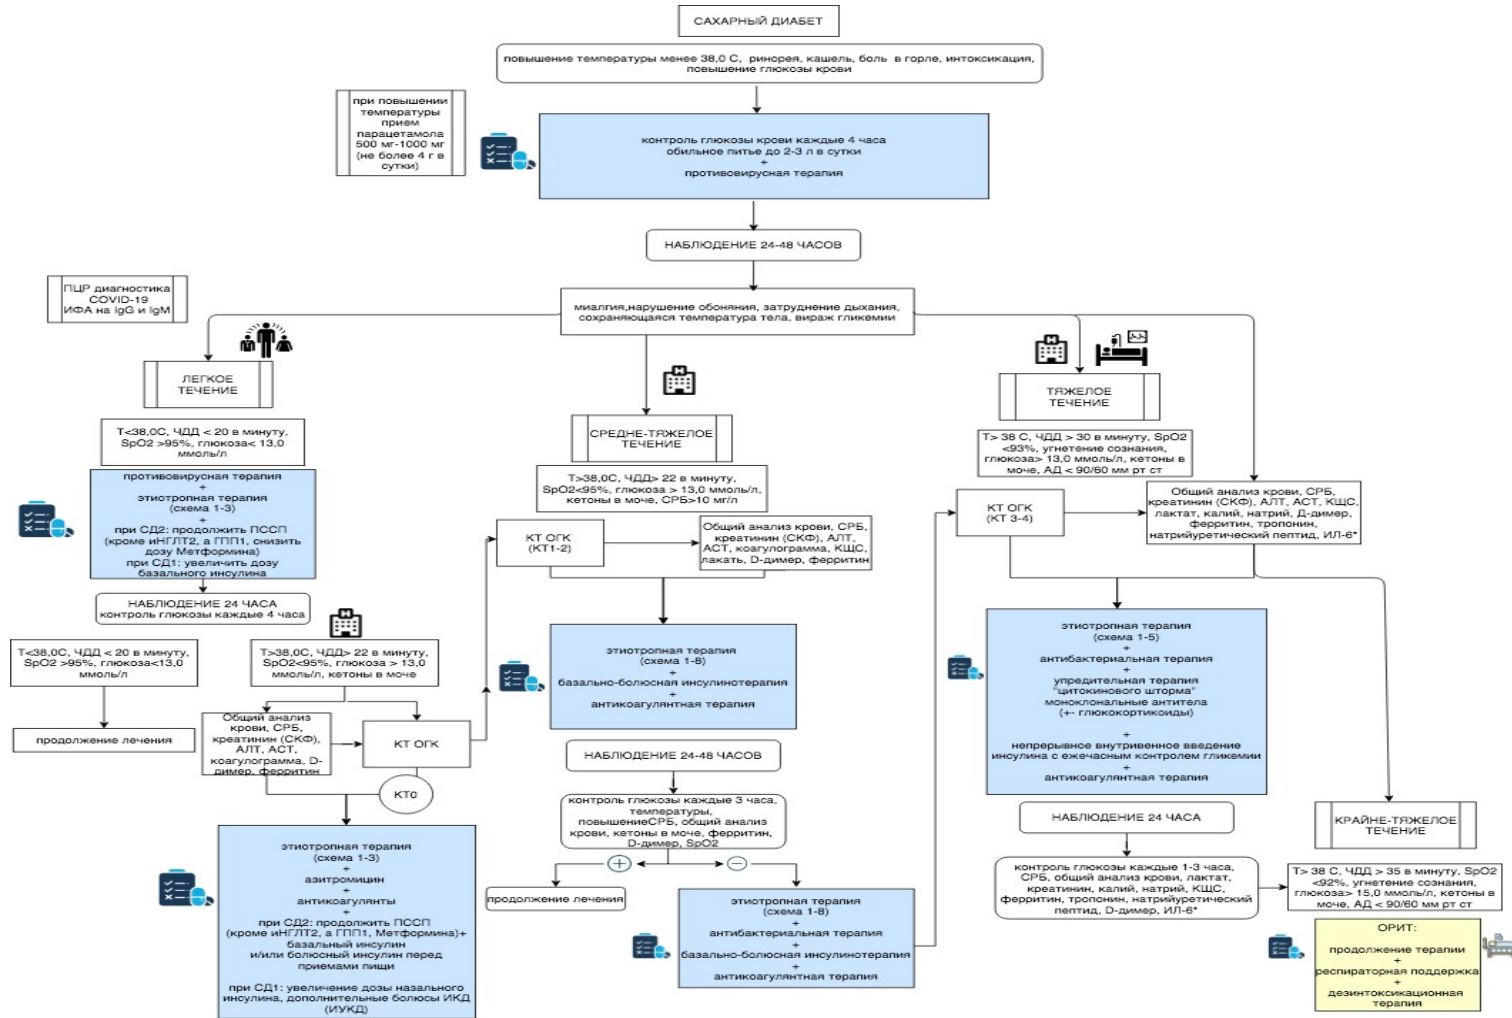 САХАРНЫЙ ДИАБЕТ
повышение температуры менее 38,0 С, ринорея, кашель, боль в горле, интоксикация,
повышение глюкозы крови
при повышении
температуры
прием
парацетамола
500 мг-1000 мг
(не более 4 г в
сутки)
контроль глюкозы крови каждые 4 часа
обильное питье до 2-3 л в сутки
+
противовирусная терапия
НАБЛЮДЕНИЕ 24-48 ЧАСОВ
ПЦР диагностика
COVID-19
ИФА на IgG и IgM
миалгия,нарушение обоняния, затруднение дыхания,
сохраняющаяся температура тела, вираж гликемии
ЛЕГКОЕ
ТЕЧЕНИЕ
T<38,0С, ЧДД < 20 в минуту,
SpO2 >95%, глюкоза< 13,0
ммоль/л
противовирусная терапия
+
этиотропная терапия
(схема 1-3)
+
при СД2: продолжить ПССП
(кроме иНГЛТ2, а ГПП1, снизить
дозу Метформина)
при СД1: увеличить дозу
базального инсулина
НАБЛЮДЕНИЕ 24 ЧАСА
контроль глюкозы каждые 4 часа
T<38,0С, ЧДД < 20 в минуту,
SpO2 >95%, глюкоза<13,0
ммоль/л
продолжение лечения
T>38,0С, ЧДД> 22 в минуту,
SpO2<95%, глюкоза > 13,0
ммоль/л, кетоны в моче
Общий анализ
крови, СРБ,
креатинин (СКФ),
АЛТ, АСТ,
коагулограмма, D-
димер, ферритин
КТ ОГК
КТ0
этиотропная терапия
(схема 1-3)
+
азитромицин
+
антикоагулянты
+
при СД2: продолжить ПССП
(кроме иНГЛТ2, а ГПП1, Метформина)+
базальный инсулин
и/или болюсный инсулин перед
приемами пищи
при СД1: увеличение дозы назального
инсулина, дополнительные болюсы ИКД
(ИУКД)
СРЕДНЕ-ТЯЖЕЛОЕ
ТЕЧЕНИЕ
T>38,0С, ЧДД> 22 в минуту,
SpO2<95%, глюкоза > 13,0 ммоль/л,
кетоны в моче, СРБ>10 мг/л
КТ ОГК
(КТ1-2)
Общий анализ крови, СРБ,
креатинин (СКФ), АЛТ,
АСТ, коагулограмма, КЩС,
лакать, D-димер, ферритин
этиотропная терапия
(схема 1-8)
+
базально-болюсная инсулинотерапия
+
антикоагулянтная терапия
НАБЛЮДЕНИЕ 24-48 ЧАСОВ
контроль глюкозы каждые 3 часа,
температуры,
повышениеСРБ, общий анализ
крови, кетоны в моче, ферритин,
D-димер, SpO2
+
−
продолжение лечения
этиотропная терапия
(схема 1-8)
+
антибактериальная терапия
+
базально-болюсная инсулинотерапия
+
антикоагулянтная терапия
ТЯЖЕЛОЕ
ТЕЧЕНИЕ
T> 38 С, ЧДД > 30 в минуту, SpO2
<93%, угнетение сознания,
глюкоза> 13,0 ммоль/л, кетоны в
моче, АД < 90/60 мм рт ст
КТ ОГК
(КТ 3-4)
Общий анализ крови, СРБ,
креатинин (СКФ), АЛТ, АСТ, КЩС,
лактат, калий, натрий, Д-димер,
ферритин, тропонин,
натрийуретический пептид, ИЛ-6*
этиотропная терапия
(схема 1-5)
+
антибактериальная терапия
+
упредительная терапия
"цитокинового шторма"
моноклональные антитела
(+- глюкокортикоиды)
+
непрерывное внутривенное введение
инсулина с ежечасным контролем гликемии
+
антикоагулянтная терапия
НАБЛЮДЕНИЕ 24 ЧАСА
контроль глюкозы каждые 1-3 часа,
СРБ, общий анализ крови, лактат,
креатинин, калий, натрий, КЩС,
ферритин, тропонин, натрийуретический
пептид, D-димер, ИЛ-6*
КРАЙНЕ-ТЯЖЕЛОЕ
ТЕЧЕНИЕ
T> 38 С, ЧДД > 35 в минуту, SpO2
<92%, угнетение сознания,
глюкоза> 15,0 ммоль/л, кетоны в
моче, АД < 90/60 мм рт ст
ОРИТ:
продолжение терапии
+
респираторная поддержка
+
дезинтоксикационная
терапия